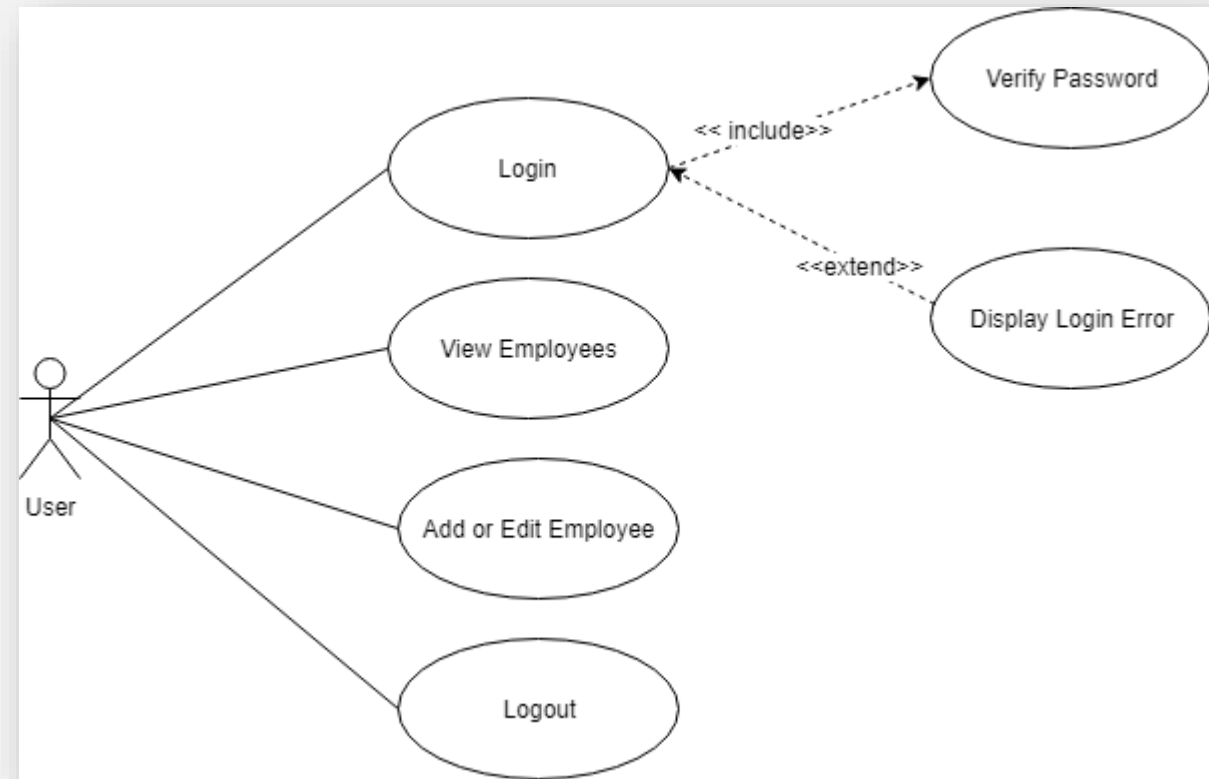 Verify Password
<< include>>
Login
<<extend>>
Display Login Error
View Employees
User
Add or Edit Employee
Logout